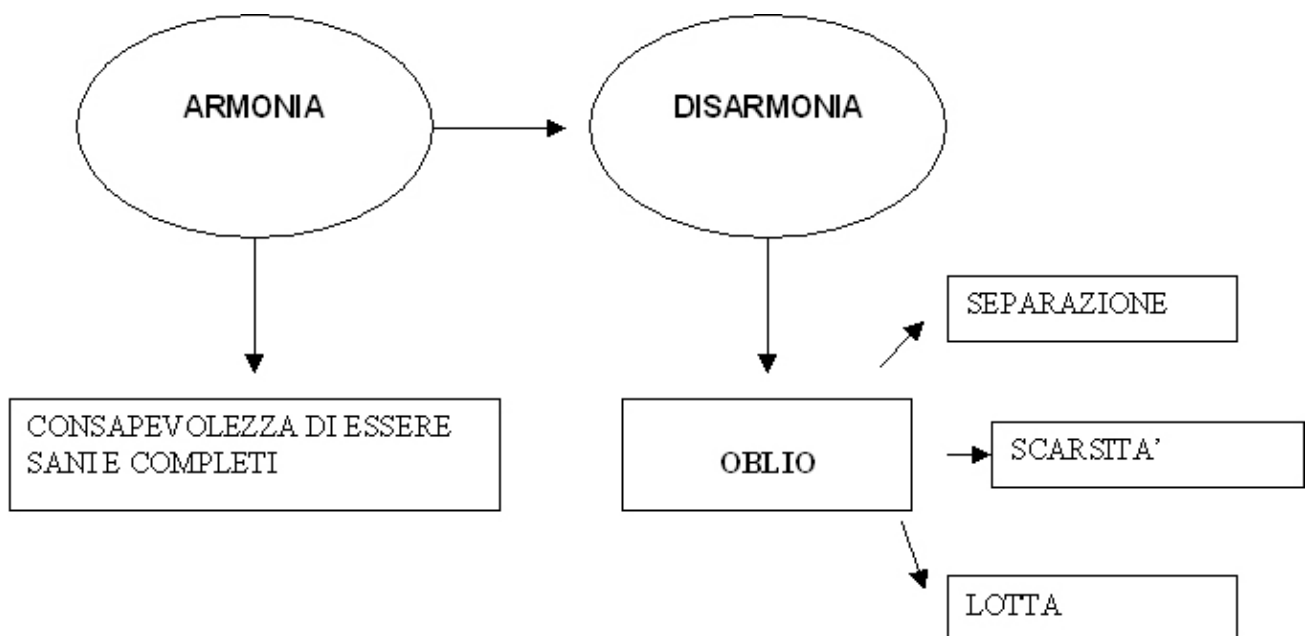 ARMONIA
DISARMONIA
SEPARAZIONE
CONSAPEVOLEZZA DI ESSERE
SANI E COMPLETI
OBLIO
SCARSITA’
LOTTA